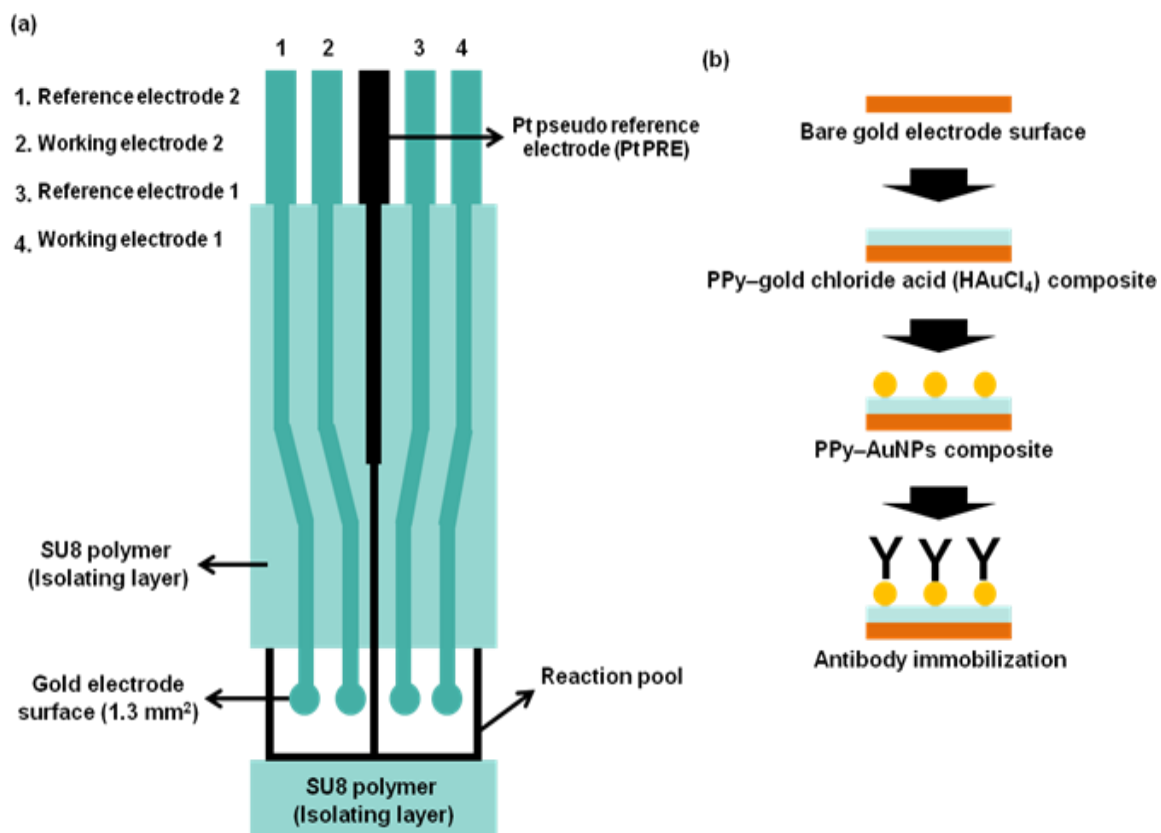 (a)
1 2 3 4
1. Reference electrode 2
2. Working electrode 2
3. Reference electrode 1
4. Working electrode 1
Pt pseudo reference
electrode (Pt PRE)
SU8 polymer
(Isolating layer)
Gold electrode
surface (1.3 mm²)
Reaction pool
SU8 polymer
(Isolating layer)
(b)
Bare gold electrode surface
PPy–gold chloride acid (HAuCl₄) composite
PPy–AuNPs composite
Antibody immobilization